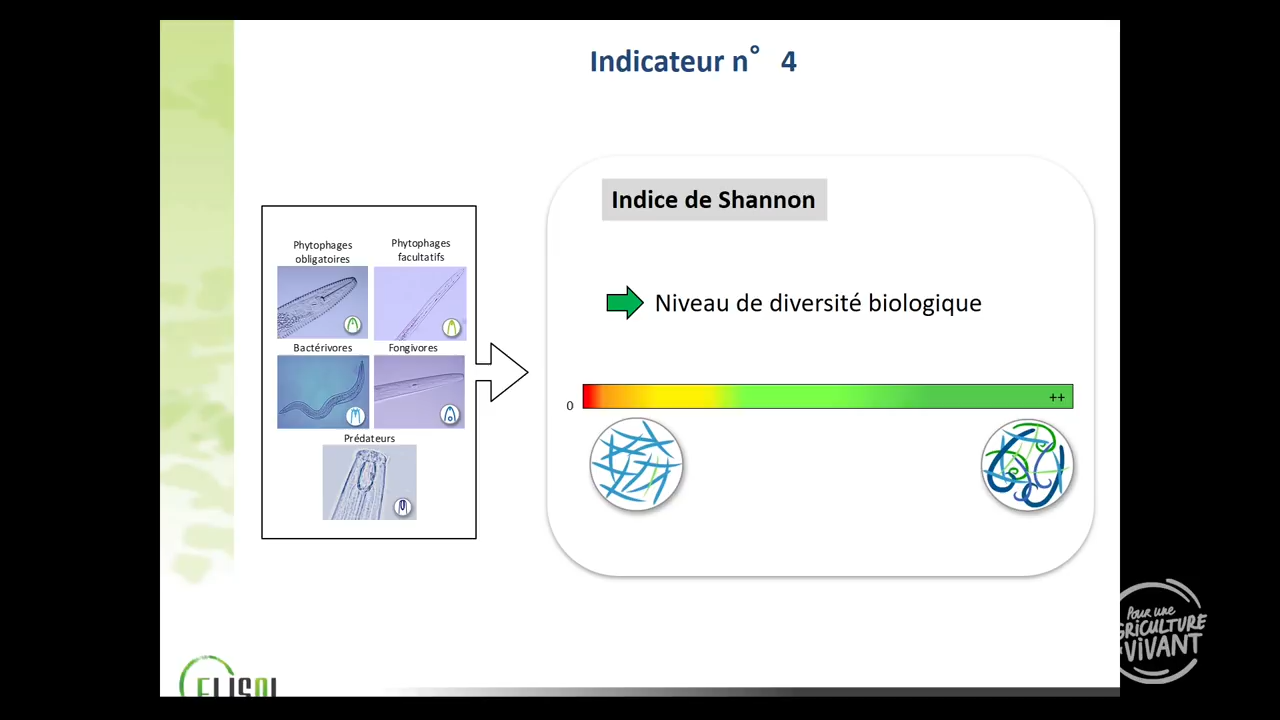 Indicateur n° 4
Indice de Shannon
Phytophages
obligatoires
Phytophages
facultatifs
Niveau de diversité biologique
Bactérivores
Fongivores
0
++
Prédateurs
Pour une
AGRICULTURE
VIVANT
ELISOL